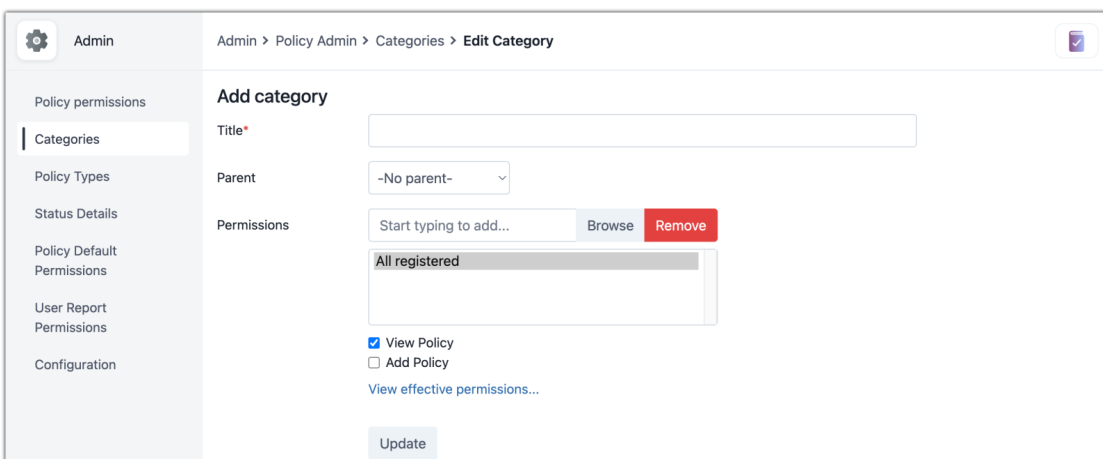 Admin
Admin > Policy Admin > Categories > Edit Category
Policy permissions
Categories
Policy Types
Status Details
Policy Default
Permissions
User Report
Permissions
Configuration
Add category
Title*
Parent
-No parent-
Permissions
Start typing to add...
Browse
Remove
All registered
View Policy
Add Policy
View effective permissions...
Update